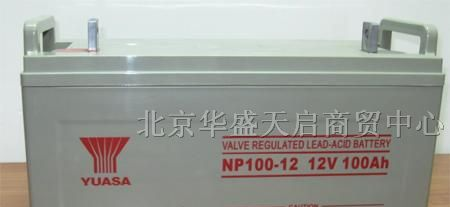 北京华盛天启商贸中心
VALVE REGULATED LEAD-ACID BATTERY
NP100-12 12V 100Ah
YUASA